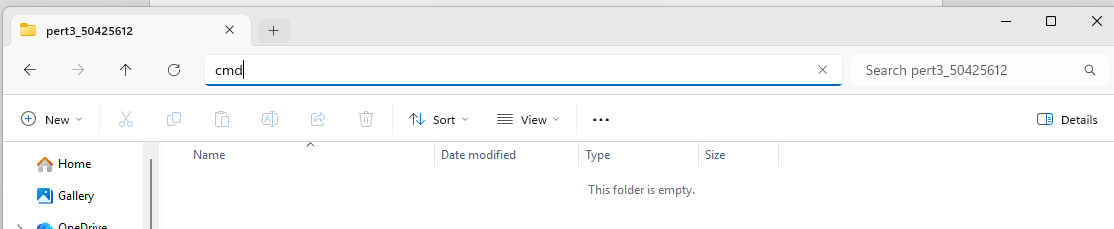 pert3_50425612
cmd
Search pert3_50425612
New
Sort
View
Details
Name
Date modified
Type
Size
This folder is empty.
Home
Gallery
OneDrive